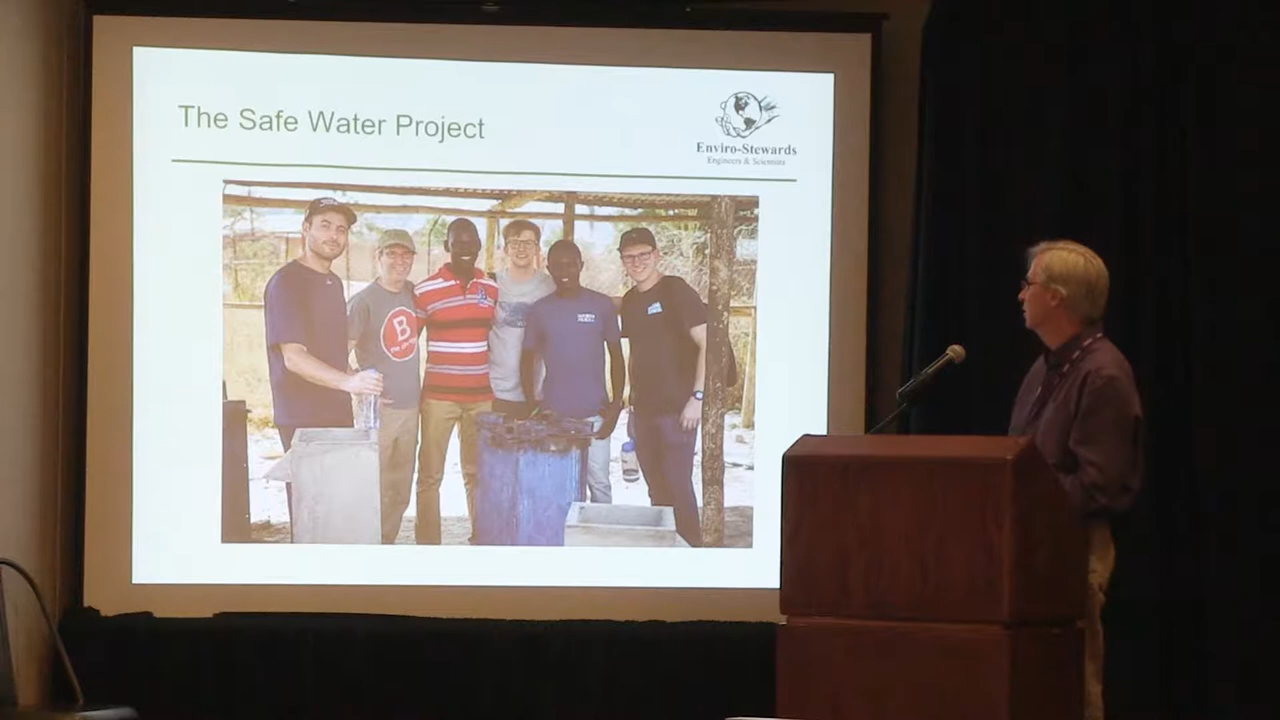 The Safe Water Project
Enviro-Stewards
Engineers & Scientists
B